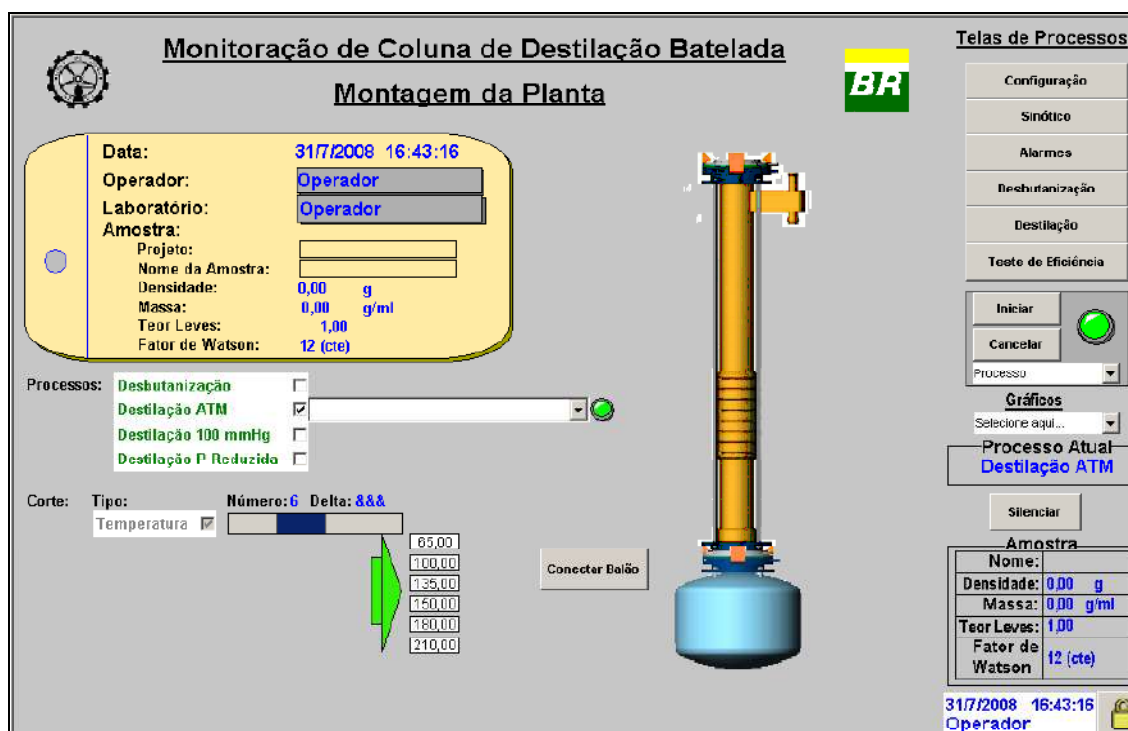 Monitoração de Coluna de Destilação Batelada
Montagem da Planta
BR
Data: 31/7/2008 16:43:16
Operador: Operador
Laboratório: Operador
Amostra:
Projeto:
Nome da Amostra:
Densidade: 0,00 g
Massa: 0,00 g/ml
Teor Leves: 1,00
Fator de Watson: 12 (cte)
Processos: Desbutanização
Destilação ATM
Destilação 100 mmHg
Destilação P Reduzida
Corte: Tipo: Número: 6 Delta: &&&
Temperatura
65,00
100,00
135,00
150,00
180,00
210,00
Conectar Balão
Telas de Processos
Configuração
Sinótico
Alarmes
Desbutanização
Destilação
Teste de Eficiência
Iniciar
Cancelar
Processo
Gráficos
Selecione aqui...
Processo Atual
Destilação ATM
Silenciar
Amostra
Nome:
Densidade: 0,00 g
Massa: 0,00 g/ml
Teor Leves: 1,00
Fator de Watson 12 (cte)
31/7/2008 16:43:16
Operador